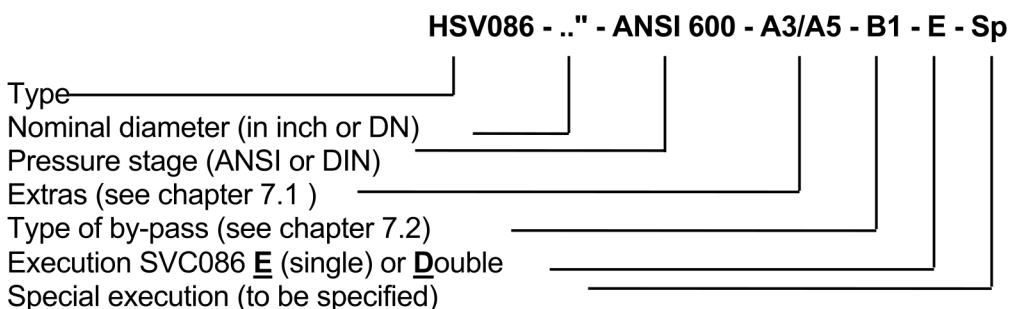 HSV086 - .." - ANSI 600 - A3/A5 - B1 - E - Sp
Type
Nominal diameter (in inch or DN)
Pressure stage (ANSI or DIN)
Extras (see chapter 7.1 )
Type of by-pass (see chapter 7.2)
Execution SVC086 E (single) or Double
Special execution (to be specified)